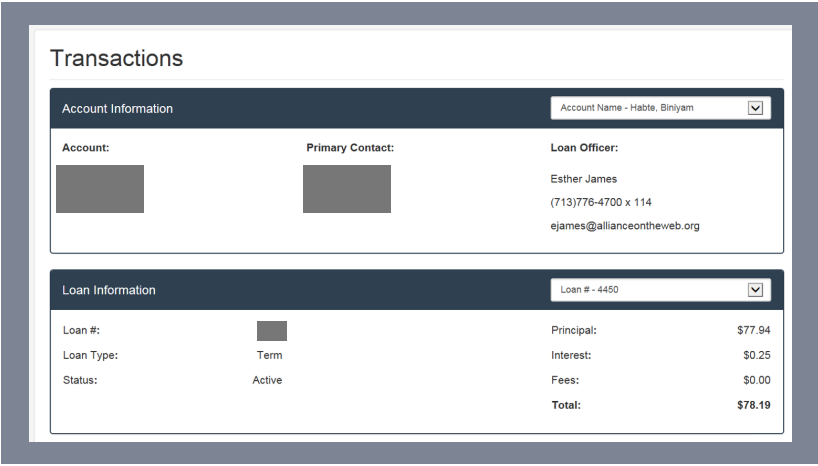 Transactions
Account Information
Account Name - Habte, Biniyam
Account:
Primary Contact:
Loan Officer:
Esther James
(713)776-4700 x 114
ejames@allianceontheweb.org
Loan Information
Loan # - 4450
Loan #:
Principal: $77.94
Loan Type: Term
Interest: $0.25
Status: Active
Fees: $0.00
Total: $78.19